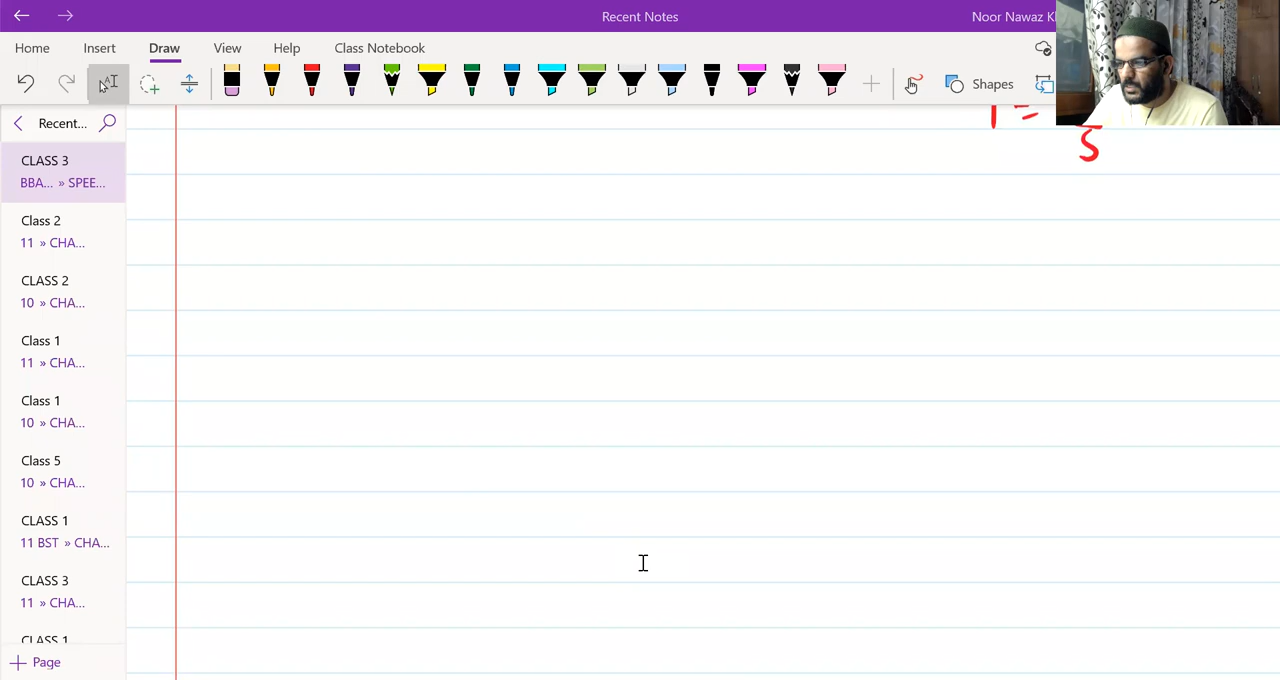 Recent Notes
Noor Nawaz
Home Insert Draw View Help Class Notebook
Shapes
Recent...
CLASS 3
BBA... » SPEE...
Class 2
11 » CHA...
CLASS 2
10 » CHA...
Class 1
11 » CHA...
Class 1
10 » CHA...
Class 5
10 » CHA...
CLASS 1
11 BST » CHA...
CLASS 3
11 » CHA...
CLASS 1
Page
S